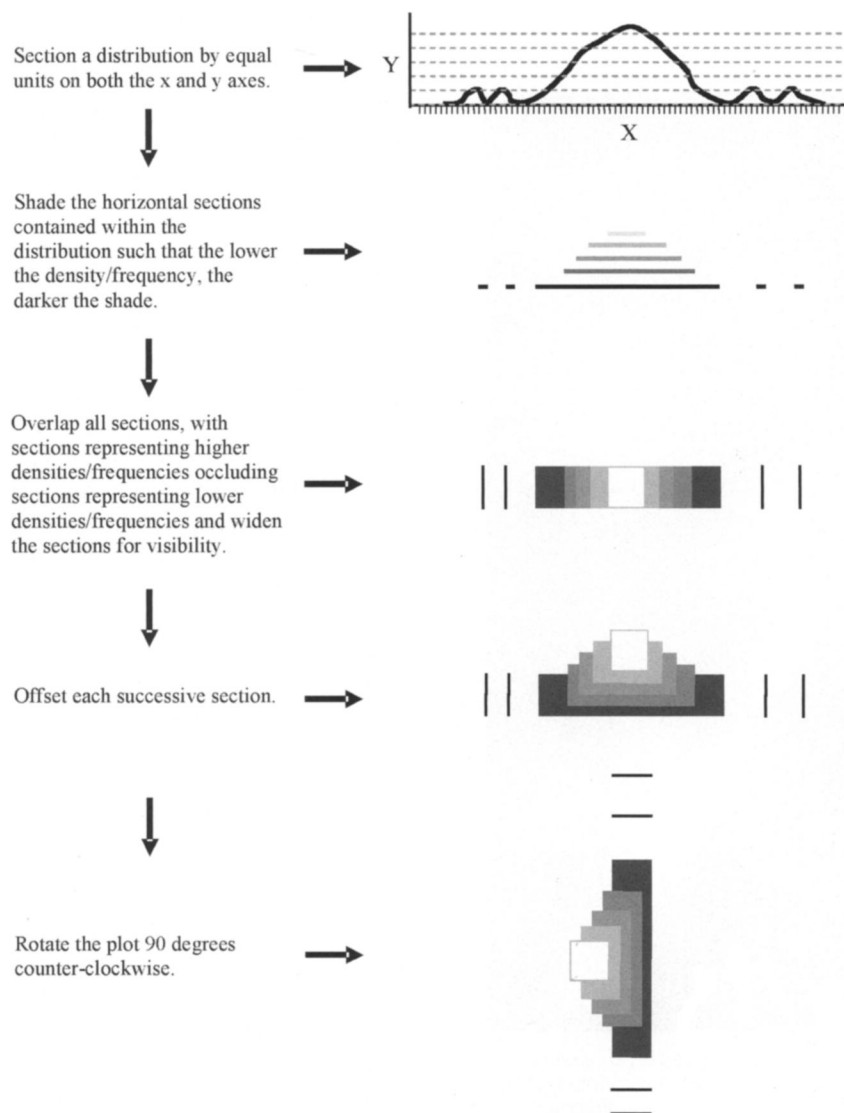 Section a distribution by equal
units on both the x and y axes.
Y
X
Shade the horizontal sections
contained within the
distribution such that the lower
the density/frequency, the
darker the shade.
Overlap all sections, with
sections representing higher
densities/frequencies occluding
sections representing lower
densities/frequencies and widen
the sections for visibility.
Offset each successive section.
Rotate the plot 90 degrees
counter-clockwise.